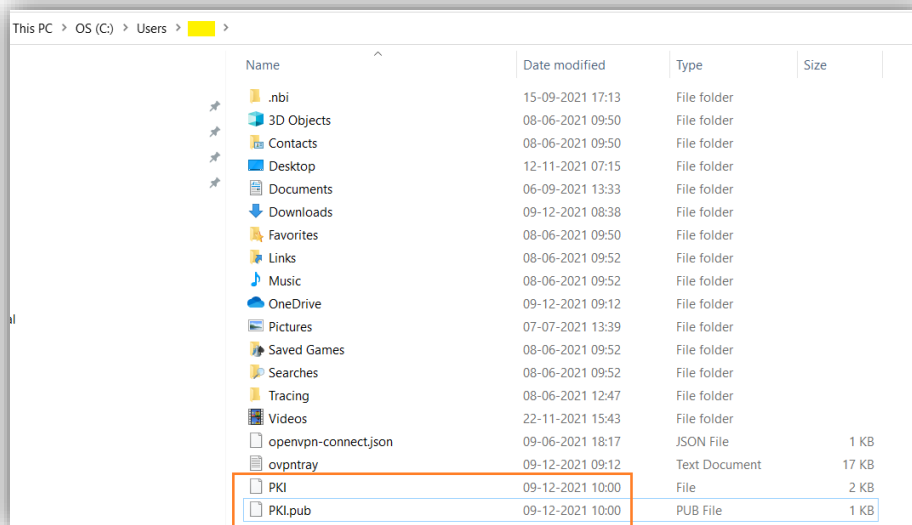 This PC > OS (C:) > Users > >
Name Date modified Type Size
.nbi 15-09-2021 17:13 File folder
3D Objects 08-06-2021 09:50 File folder
Contacts 08-06-2021 09:50 File folder
Desktop 12-11-2021 07:15 File folder
Documents 06-09-2021 13:33 File folder
Downloads 09-12-2021 08:38 File folder
Favorites 08-06-2021 09:50 File folder
Links 08-06-2021 09:52 File folder
Music 08-06-2021 09:52 File folder
OneDrive 09-12-2021 09:12 File folder
al
Pictures 07-07-2021 13:39 File folder
Saved Games 08-06-2021 09:52 File folder
Searches 08-06-2021 09:52 File folder
Tracing 08-06-2021 12:47 File folder
Videos 22-11-2021 15:43 File folder
openvpn-connect.json 09-06-2021 18:17 JSON File 1 KB
ovpntray 09-12-2021 09:12 Text Document 17 KB
PKI 09-12-2021 10:00 File 2 KB
PKI.pub 09-12-2021 10:00 PUB File 1 KB